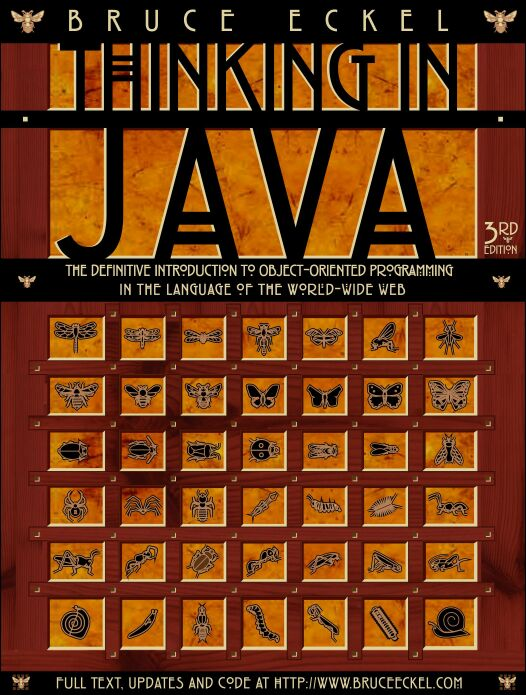 BRUCE ECKEL
THINKING IN
JAVA
3RD
EDITION
THE DEFINITIVE INTRODUCTION TO OBJECT-ORIENTED PROGRAMMING
IN THE LANGUAGE OF THE WORLD-WIDE WEB
FULL TEXT, UPDATES AND CODE AT HTTP://WWW.BRUCEECKEL.COM